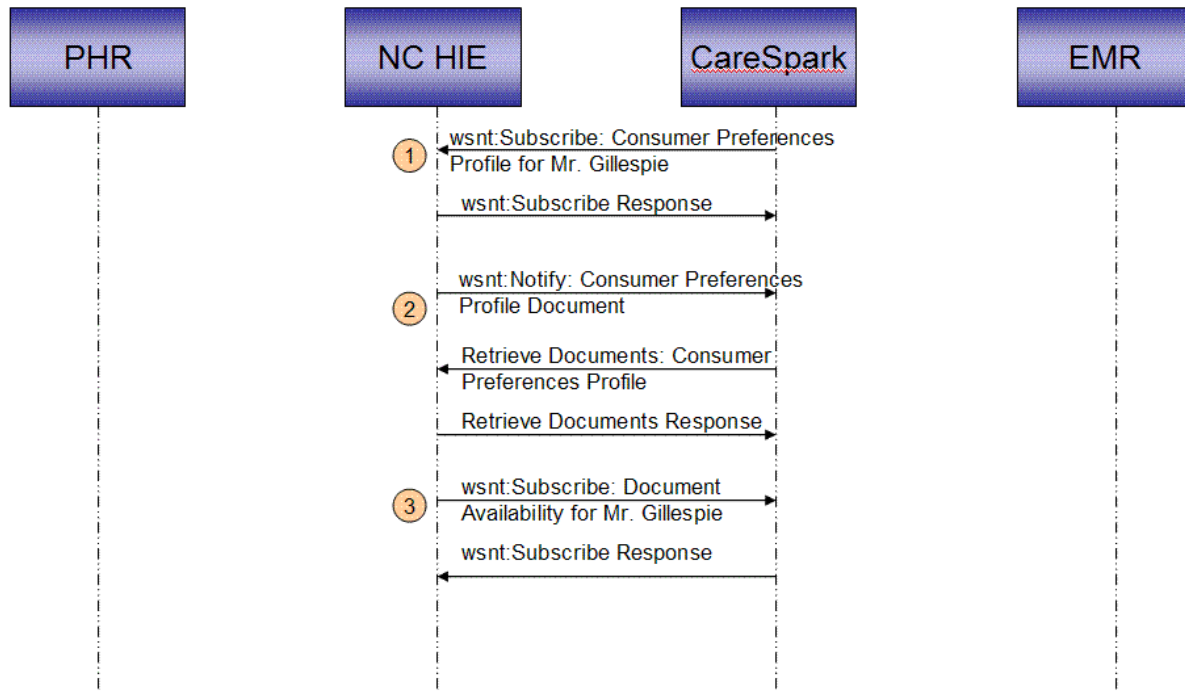 PHR
NC HIE
CareSpark
EMR
1
wsnt:Subscribe: Consumer Preferences
Profile for Mr. Gillespie
wsnt:Subscribe Response
2
wsnt:Notify: Consumer Preferences
Profile Document
Retrieve Documents: Consumer
Preferences Profile
Retrieve Documents Response
3
wsnt:Subscribe: Document
Availability for Mr. Gillespie
wsnt:Subscribe Response